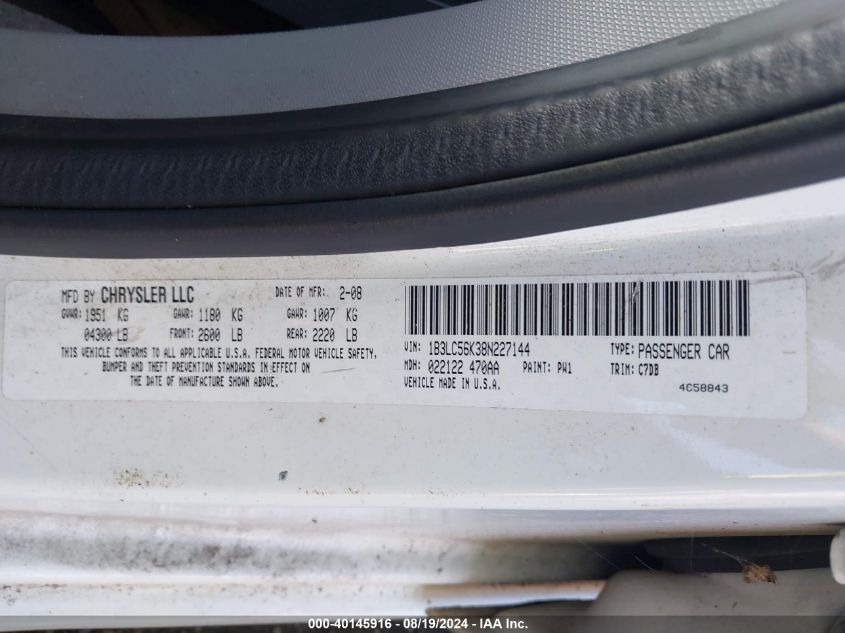 MFD BY CHRYSLER LLC DATE OF MFR: 2-08
GVWR: 1951 KG GAWR: 1180 KG GAWR: 1007 KG
04300 LB FRONT: 2600 LB REAR: 2220 LB
THIS VEHICLE CONFORMS TO ALL APPLICABLE U.S.A. FEDERAL MOTOR VEHICLE SAFETY,
BUMPER AND THEFT PREVENTION STANDARDS IN EFFECT ON
THE DATE OF MANUFACTURE SHOWN ABOVE.
VIN: 1B3LC56K38N227144 TYPE: PASSENGER CAR
MDH: 022122 470AA PAINT: PW1 TRIM: C7DB
VEHICLE MADE IN U.S.A. 4C58843
000-40145916 - 08/19/2024 - IAA Inc.